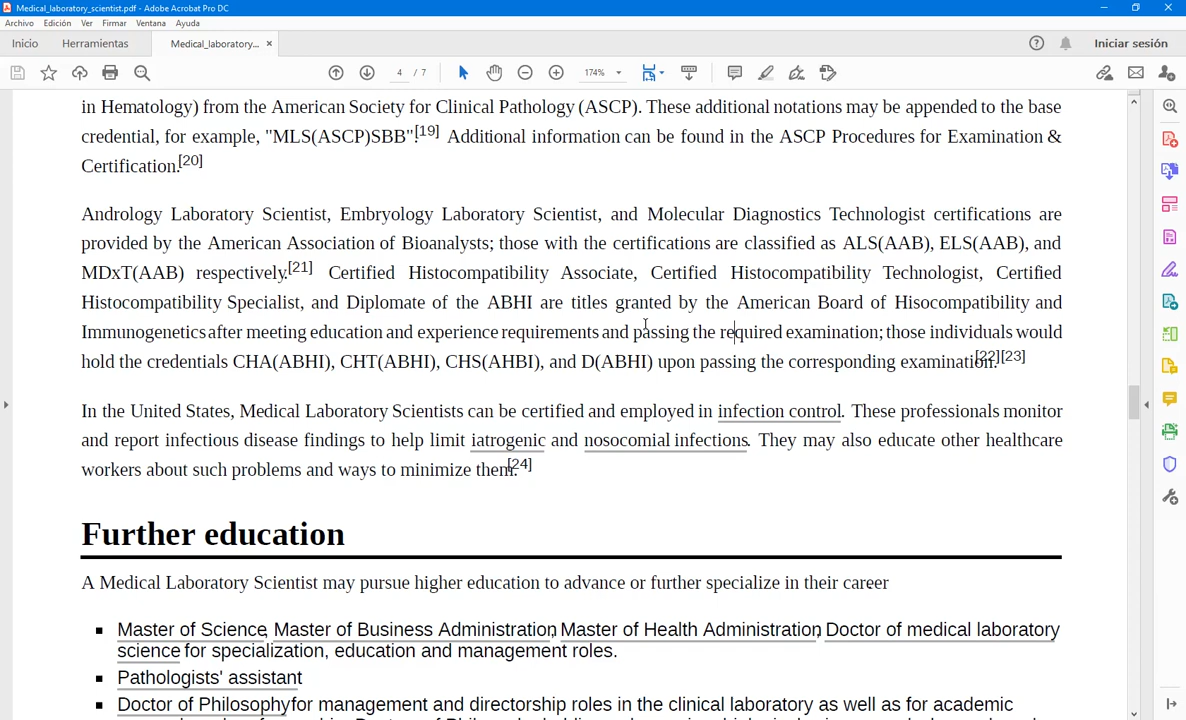 Medical_laboratory_scientist.pdf - Adobe Acrobat Pro DC
Archivo Edición Ver Firmar Ventana Ayuda
Inicio Herramientas Medical_laboratory... × Iniciar sesión
4 / 7 174%
in Hematology) from the American Society for Clinical Pathology (ASCP). These additional notations may be appended to the base
credential, for example, "MLS(ASCP)SBB".[19] Additional information can be found in the ASCP Procedures for Examination &
Certification.[20]
Andrology Laboratory Scientist, Embryology Laboratory Scientist, and Molecular Diagnostics Technologist certifications are
provided by the American Association of Bioanalysts; those with the certifications are classified as ALS(AAB), ELS(AAB), and
MDxT(AAB) respectively.[21] Certified Histocompatibility Associate, Certified Histocompatibility Technologist, Certified
Histocompatibility Specialist, and Diplomate of the ABHI are titles granted by the American Board of Hisocompatibility and
Immunogenetics after meeting education and experience requirements and passing the required examination; those individuals would
hold the credentials CHA(ABHI), CHT(ABHI), CHS(AHBI), and D(ABHI) upon passing the corresponding examination.[22][23]
In the United States, Medical Laboratory Scientists can be certified and employed in infection control. These professionals monitor
and report infectious disease findings to help limit iatrogenic and nosocomial infections. They may also educate other healthcare
workers about such problems and ways to minimize them.[24]
Further education
A Medical Laboratory Scientist may pursue higher education to advance or further specialize in their career
Master of Science, Master of Business Administration, Master of Health Administration, Doctor of medical laboratory
science for specialization, education and management roles.
Pathologists' assistant
Doctor of Philosophy for management and directorship roles in the clinical laboratory as well as for academic